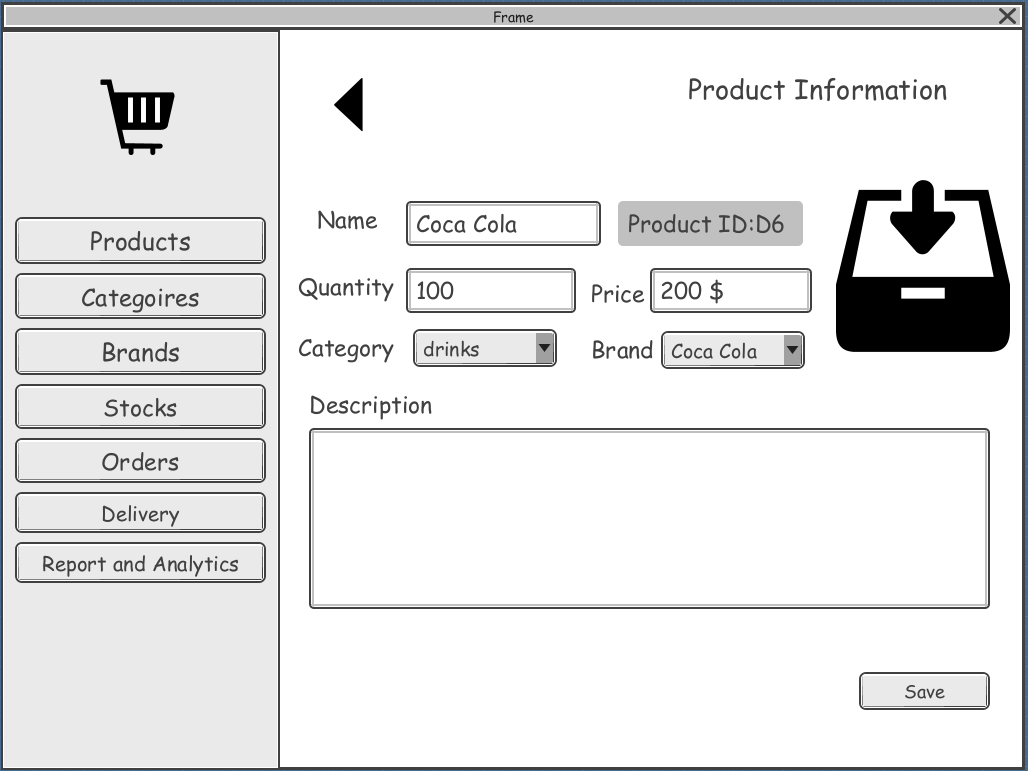 Frame
Product Information
Products
Categoires
Brands
Stocks
Orders
Delivery
Report and Analytics
Name Coca Cola Product ID:D6
Quantity 100 Price 200 $
Category drinks Brand Coca Cola
Description
Save